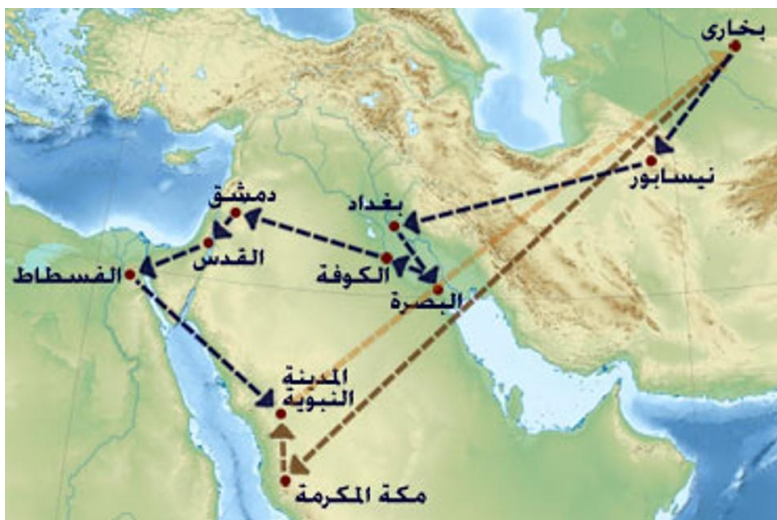 بخارى
نيسابور
دمشق
بغداد
القدس
الكوفة
الفسطاط
البصرة
المدينة
النبوية
مكة المكرمة